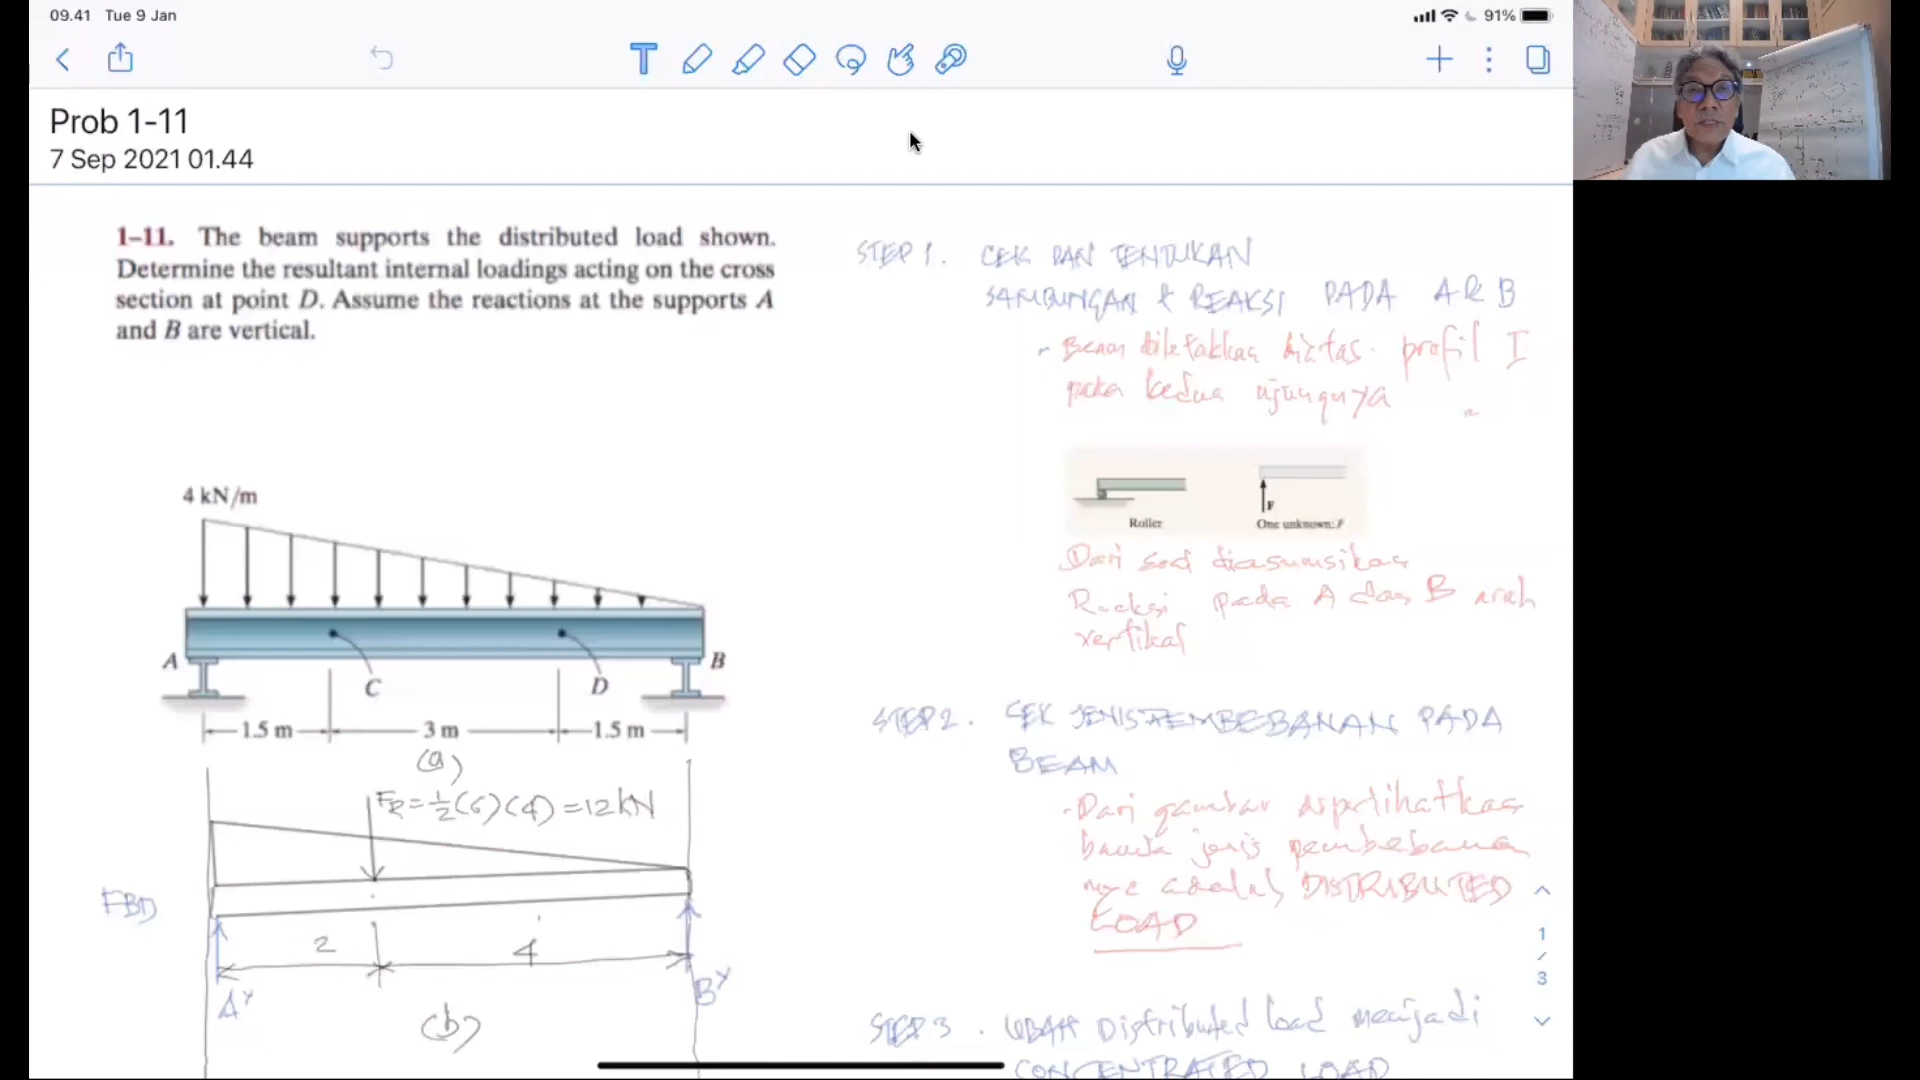 09.41 Tue 9 Jan
91%
Prob 1-11
7 Sep 2021 01.44
1–11. The beam supports the distributed load shown.
Determine the resultant internal loadings acting on the cross
section at point D. Assume the reactions at the supports A
and B are vertical.
4 kN/m
A
B
C
D
1.5 m
3 m
1.5 m
(a)
FR = ½(6)(4) = 12 kN
FBD
2
4
Ay
By
(b)
STEP 1. CEK DAN TENTUKAN
SAMBUNGAN & REAKSI PADA A & B
- Beam diletakkan diatas profil I
pada kedua ujungnya
Roller
One unknown: F
F
Dari soal diasumsikan
Reaksi pada A dan B arah
vertikal
STEP 2. CEK JENIS PEMBEBANAN PADA
BEAM
- Dari gambar diperlihatkan
bahwa jenis pembebanan
nya adalah DISTRIBUTED
LOAD
STEP 3. UBAH Distributed load menjadi
CONCENTRATED LOAD
1
/
3